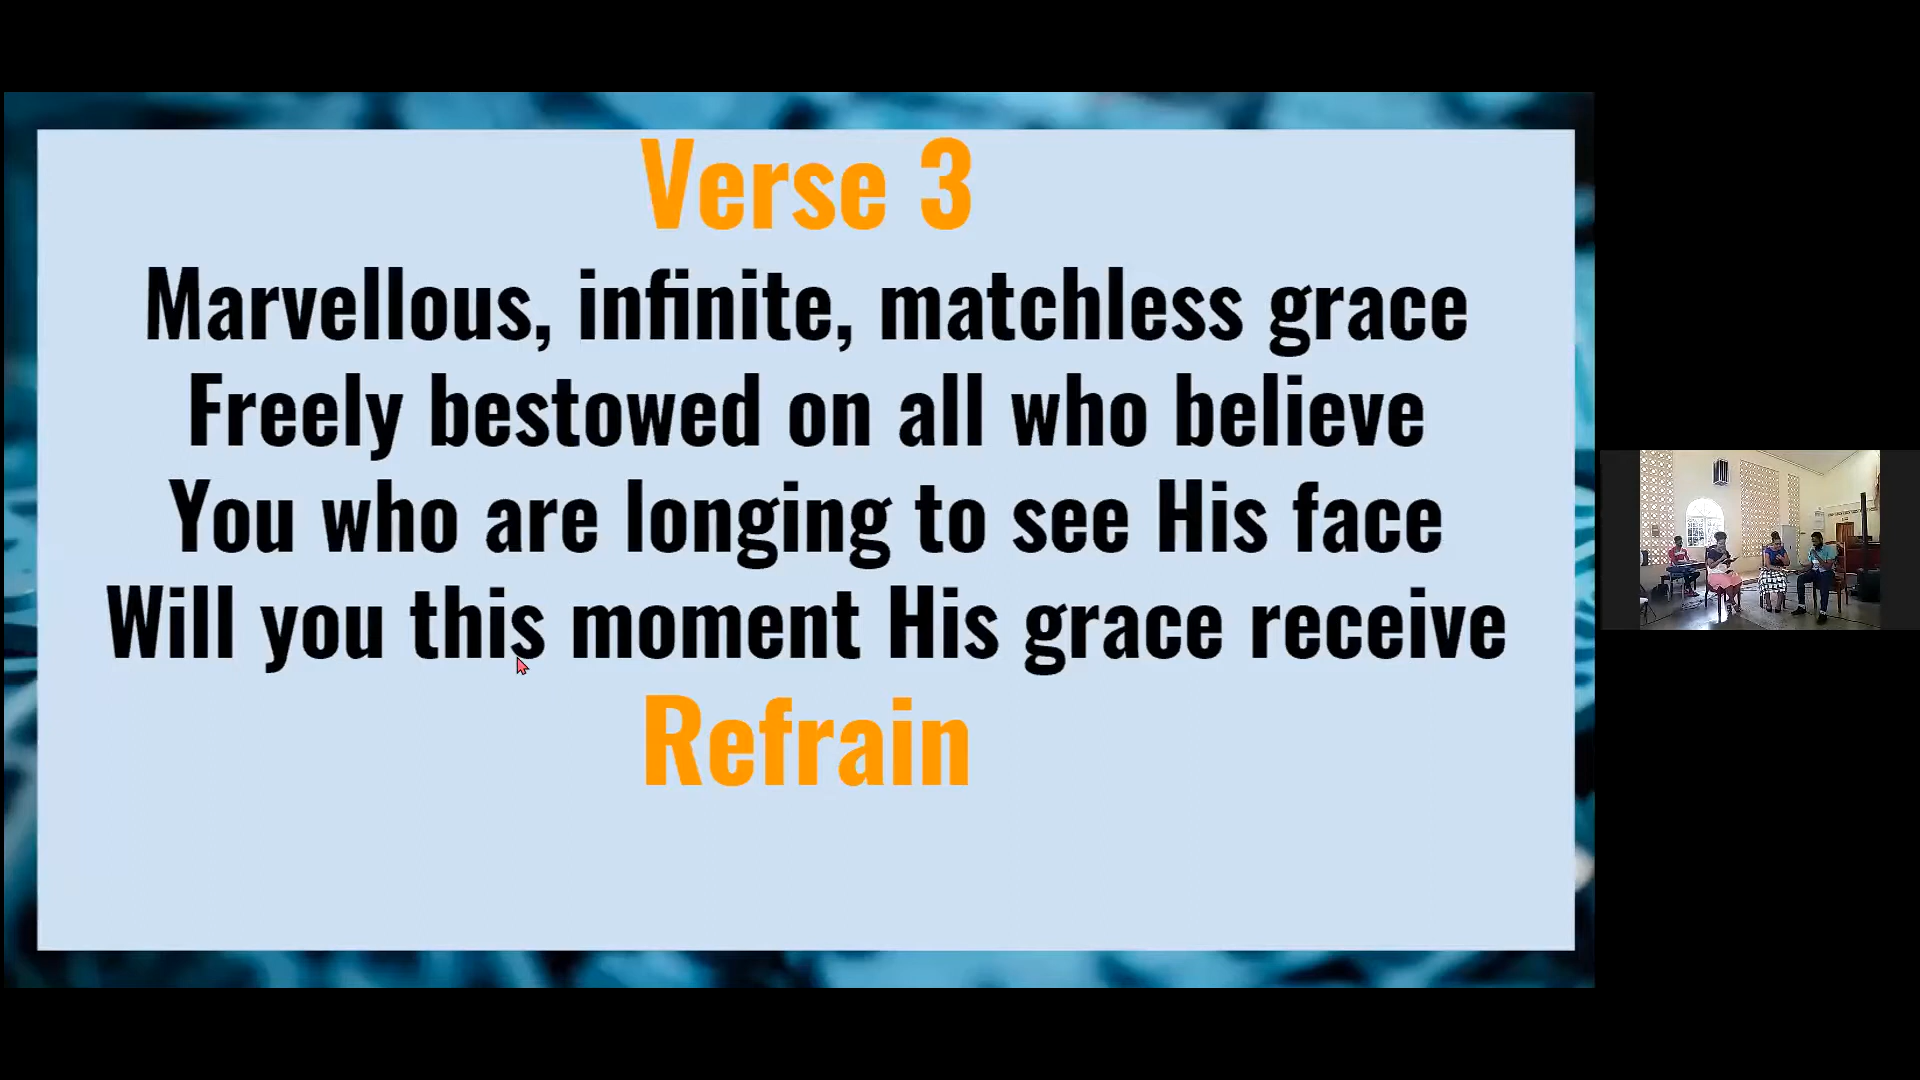 Verse 3
Marvellous, infinite, matchless grace
Freely bestowed on all who believe
You who are longing to see His face
Will you this moment His grace receive
Refrain